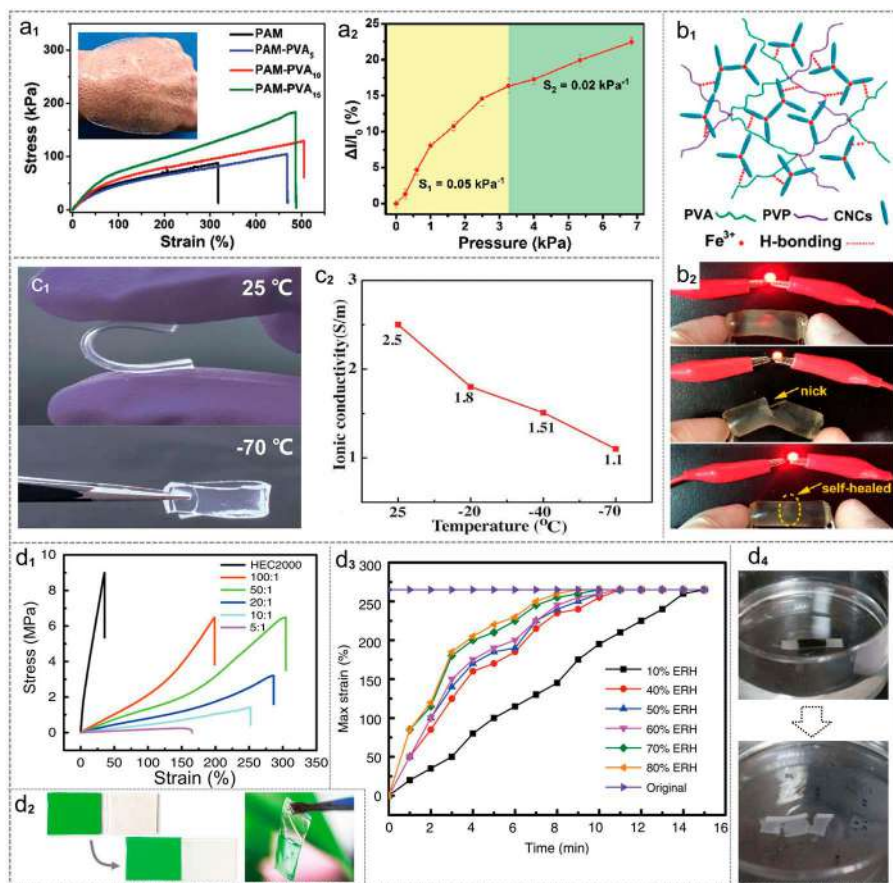 a₁
PAM
PAM-PVA₅
PAM-PVA₁₀
PAM-PVA₁₅
Stress (kPa)
300
200
100
0
0 100 200 300 400 500
Strain (%)
a₂
ΔI/I₀ (%)
25
20
15
10
5
0
S₁ = 0.05 kPa⁻¹
S₂ = 0.02 kPa⁻¹
0 1 2 3 4 5 6 7
Pressure (kPa)
b₁
PVA PVP CNCs
Fe³⁺ H-bonding
b₂
nick
self-healed
c₁
25 ℃
-70 ℃
c₂
Ionic conductivity(S/m)
3
2
1
2.5
1.8
1.51
1.1
25 -20 -40 -70
Temperature (°C)
d₁
Stress (MPa)
10
8
6
4
2
0
HEC2000
100:1
50:1
20:1
10:1
5:1
0 50 100 150 200 250 300 350
Strain (%)
d₂
d₃
Max strain (%)
300
250
200
150
100
50
0
10% ERH
40% ERH
50% ERH
60% ERH
70% ERH
80% ERH
Original
0 2 4 6 8 10 12 14 16
Time (min)
d₄